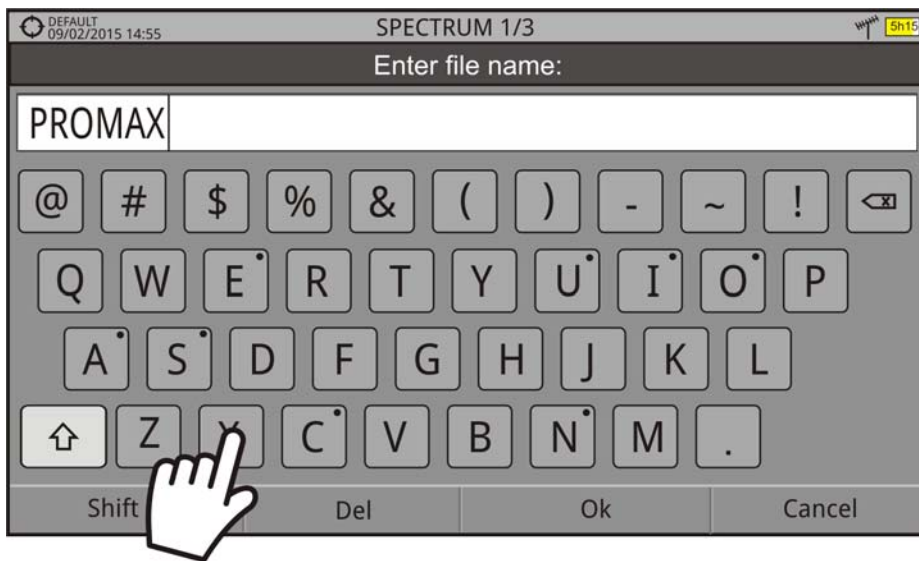 DEFAULT
09/02/2015 14:55 SPECTRUM 1/3 5h15
Enter file name:
PROMAX
@ # $ % & ( ) - ~ !
Q W E R T Y U I O P
A S D F G H J K L
Z X C V B N M .
Shift Del Ok Cancel